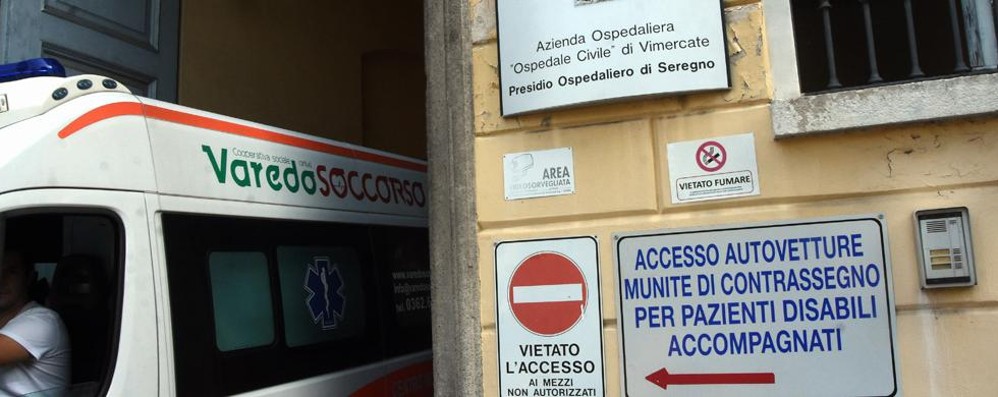 Azienda Ospedaliera
"Ospedale Civile" di Vimercate
Presidio Ospedaliero di Seregno
Cooperativa sociale onlus
VaredoSOCCORSO
AREA
VIDEOSORVEGLIATA
VIETATO FUMARE
ACCESSO AUTOVETTURE
MUNITE DI CONTRASSEGNO
PER PAZIENTI DISABILI
ACCOMPAGNATI
VIETATO
L'ACCESSO
AI MEZZI
NON AUTORIZZATI